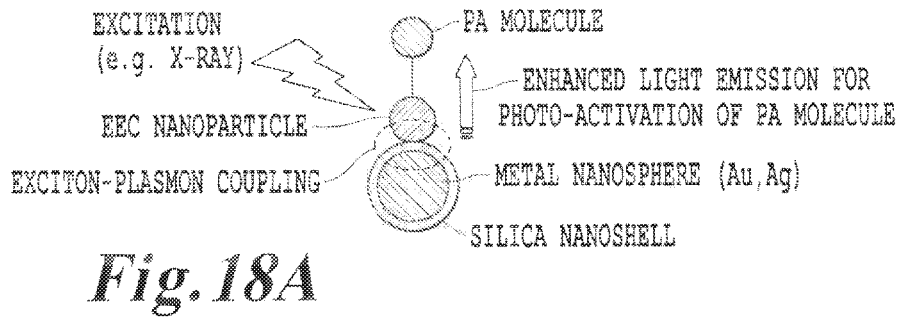 EXCITATION
(e.g. X-RAY)
PA MOLECULE
ENHANCED LIGHT EMISSION FOR
PHOTO-ACTIVATION OF PA MOLECULE
EEC NANOPARTICLE
EXCITON-PLASMON COUPLING
METAL NANOSPHERE (Au,Ag)
SILICA NANOSHELL
Fig.18A